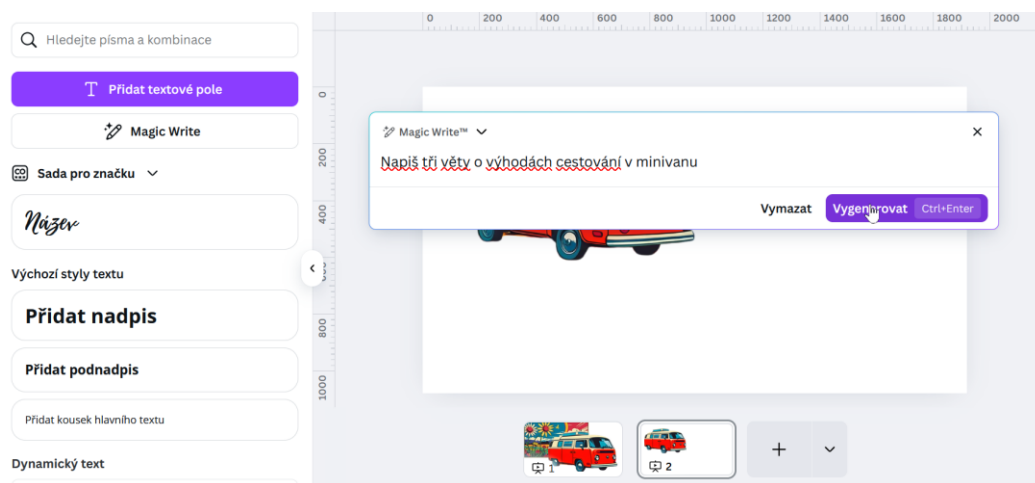 Hledejte písma a kombinace
Přidat textové pole
Magic Write
Sada pro značku
Název
Výchozí styly textu
Přidat nadpis
Přidat podnadpis
Přidat kousek hlavního textu
Dynamický text
0 200 400 600 800 1000 1200 1400 1600 1800 2000
0
200
400
800
1000
Magic Write™
Napiš tři věty o výhodách cestování v minivanu
Vymazat
Vygenerovat Ctrl+Enter
1
2